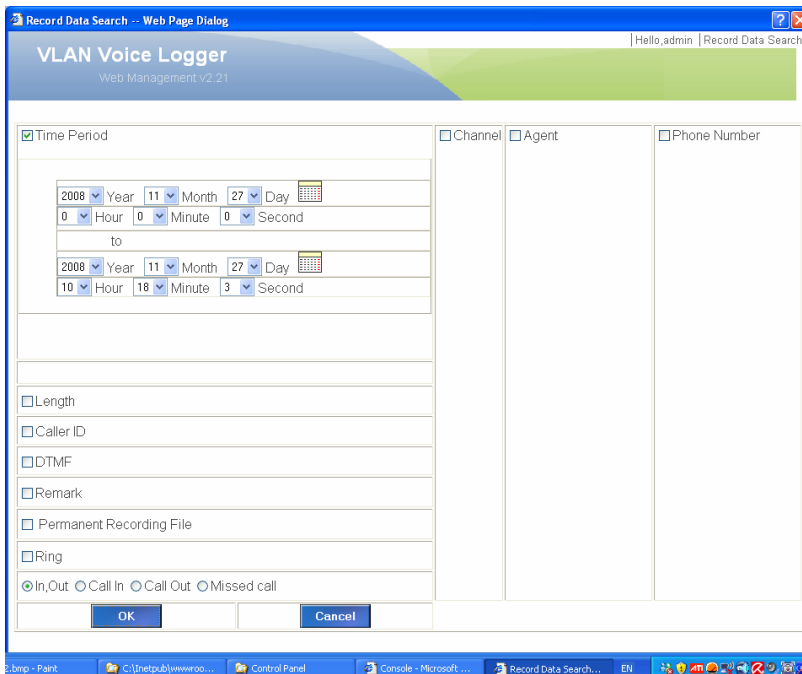 Record Data Search -- Web Page Dialog
Hello,admin | Record Data Search
VLAN Voice Logger
Web Management v2.21
Time Period
Channel
Agent
Phone Number
2008 Year 11 Month 27 Day
0 Hour 0 Minute 0 Second
to
2008 Year 11 Month 27 Day
10 Hour 18 Minute 3 Second
Length
Caller ID
DTMF
Remark
Permanent Recording File
Ring
In,Out Call In Call Out Missed call
OK Cancel
2.bmp - Paint C:\Inetpub\wwwroo... Control Panel Console - Microsoft ... Record Data Search... EN ATI